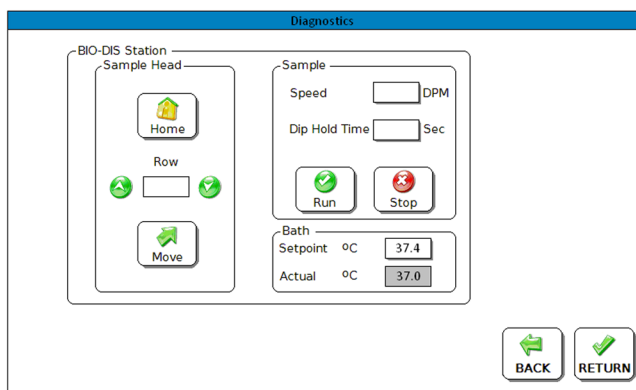 Diagnostics
BIO-DIS Station
Sample Head
Home
Row
Move
Sample
Speed DPM
Dip Hold Time Sec
Run Stop
Bath
Setpoint ºC 37.4
Actual ºC 37.0
BACK RETURN